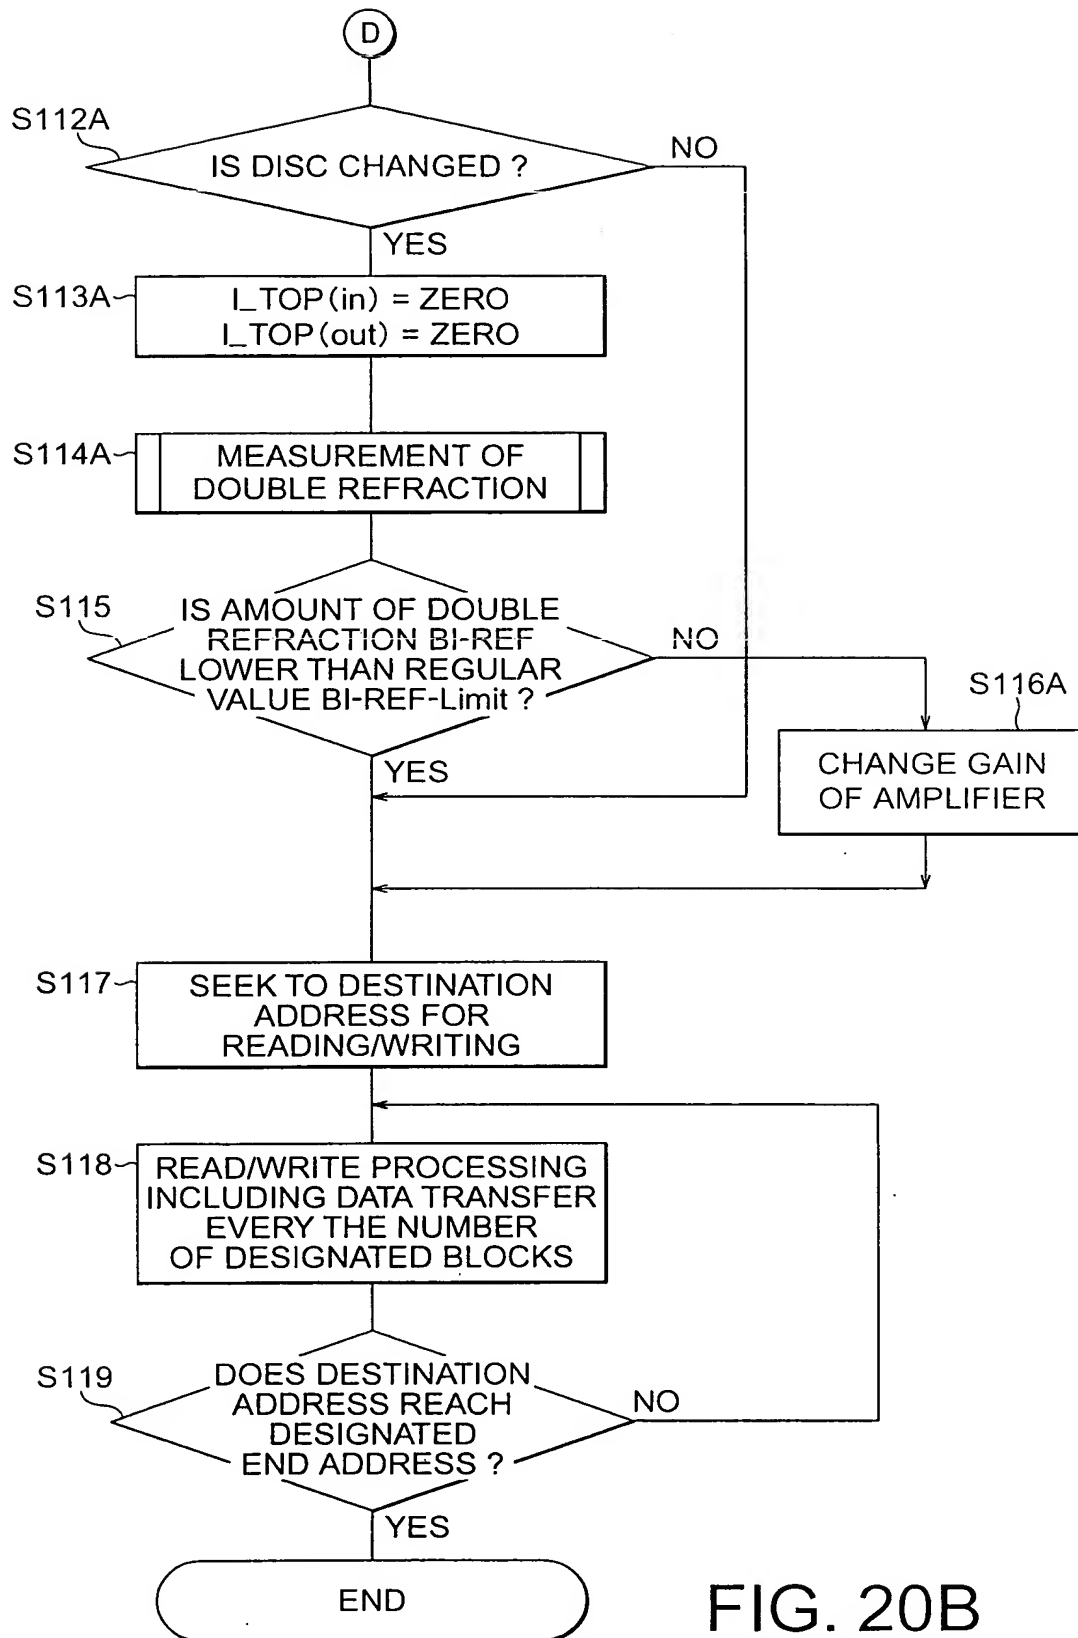 D
S112A
IS DISC CHANGED ?
NO
YES
S113A
I_TOP(in) = ZERO
I_TOP(out) = ZERO
S114A
MEASUREMENT OF
DOUBLE REFRACTION
S115
IS AMOUNT OF DOUBLE
REFRACTION BI-REF
LOWER THAN REGULAR
VALUE BI-REF-Limit ?
NO
YES
S116A
CHANGE GAIN
OF AMPLIFIER
S117
SEEK TO DESTINATION
ADDRESS FOR
READING/WRITING
S118
READ/WRITE PROCESSING
INCLUDING DATA TRANSFER
EVERY THE NUMBER
OF DESIGNATED BLOCKS
S119
DOES DESTINATION
ADDRESS REACH
DESIGNATED
END ADDRESS ?
NO
YES
END
FIG. 20B